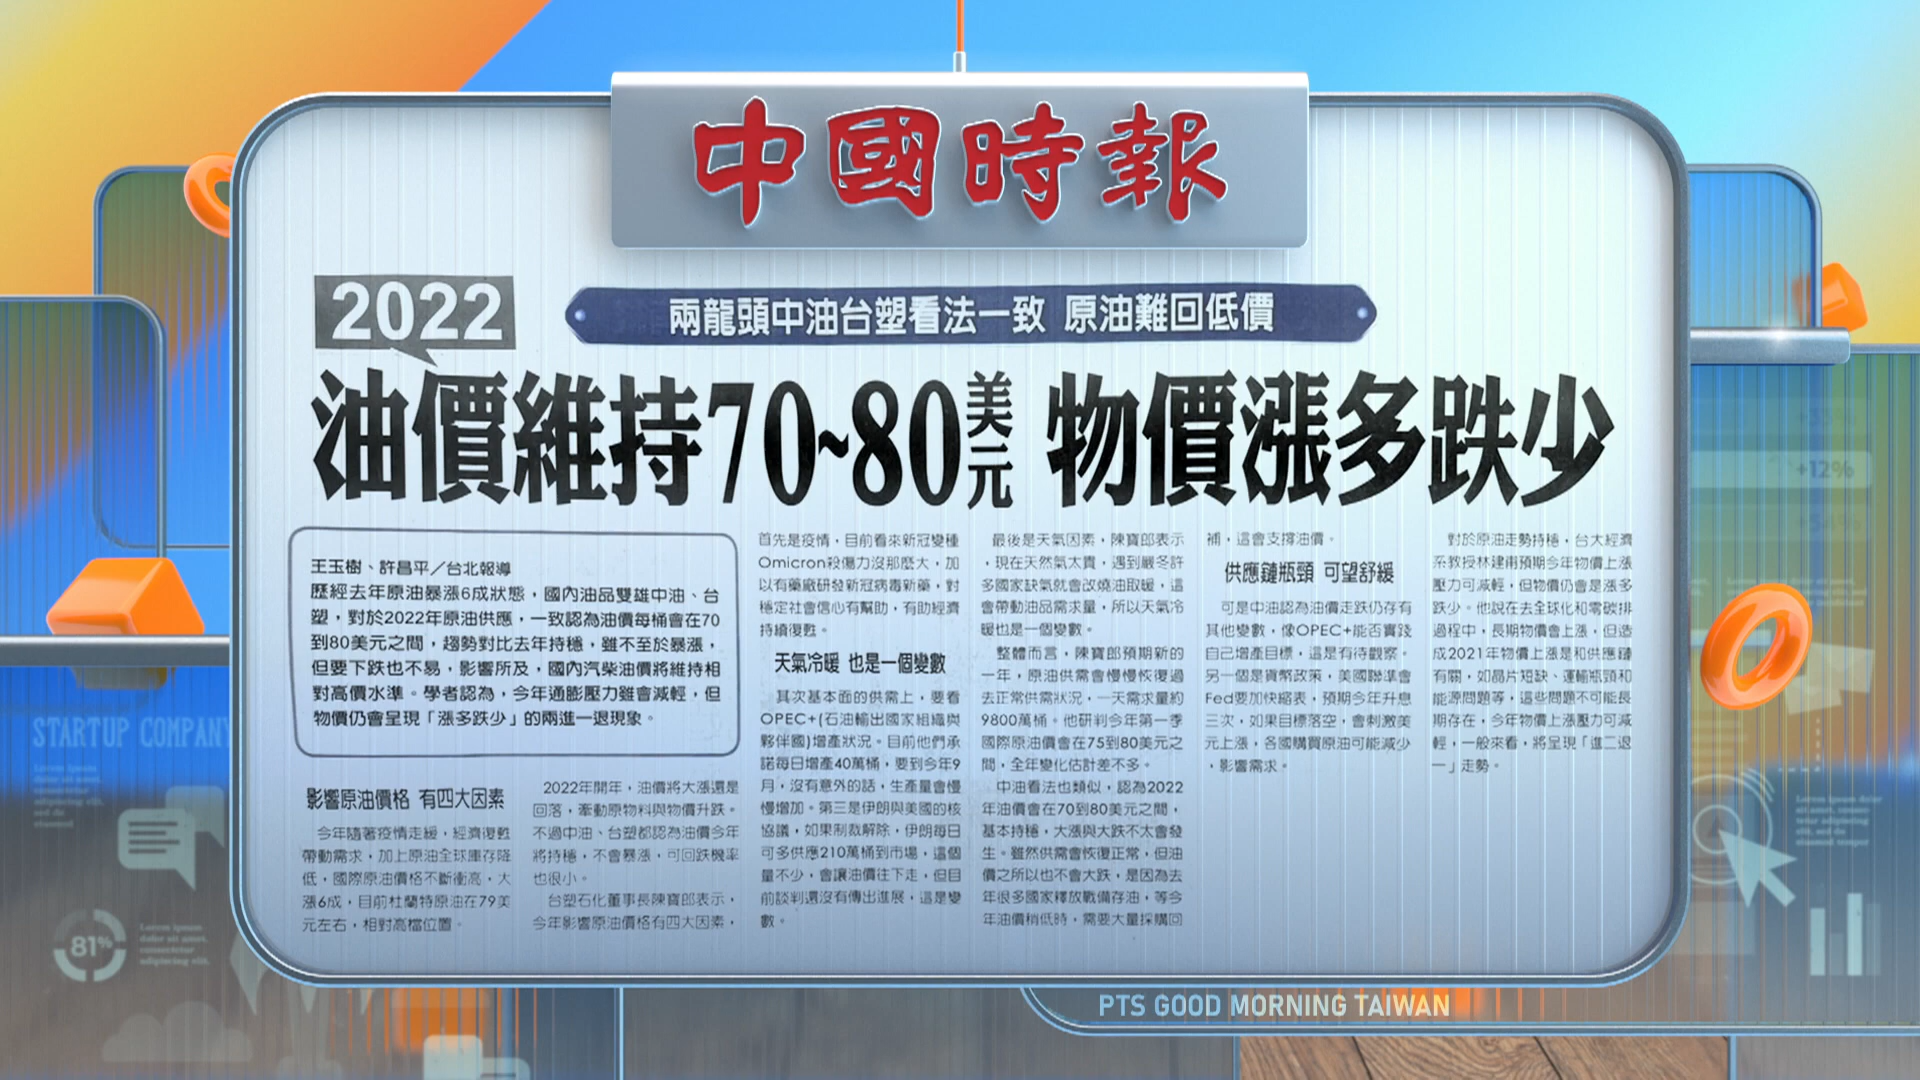 中國時報
2022
兩龍頭中油台塑看法一致 原油難回低價
油價維持70~80美元 物價漲多跌少
王玉樹、許昌平／台北報導
歷經去年原油暴漲6成狀態，國內油品雙雄中油、台
塑，對於2022年原油供應，一致認為油價每桶會在70
到80美元之間，趨勢對比去年持穩，雖不至於暴漲，
但要下跌也不易，影響所及，國內汽柴油價將維持相
對高價水準。學者認為，今年通膨壓力雖會減輕，但
物價仍會呈現「漲多跌少」的兩進一退現象。
影響原油價格 有四大因素
今年隨著疫情走緩，經濟復甦
帶動需求，加上原油全球庫存降
低，國際原油價格不斷衝高，大
漲6成，目前杜蘭特原油在79美
元左右，相對高檔位置。
2022年開年，油價將大漲還是
回落，牽動原物料與物價升跌。
不過中油、台塑都認為油價今年
將持穩，不會暴漲，可回跌機率
也很小。
台塑石化董事長陳寶郎表示，
今年影響原油價格有四大因素，
首先是疫情，目前看來新冠變種
Omicron殺傷力沒那麼大，加
以有藥廠研發新冠病毒新藥，對
穩定社會信心有幫助，有助經濟
持續復甦。
天氣冷暖 也是一個變數
其次基本面的供需上，要看
OPEC+(石油輸出國家組織與
夥伴國)增產狀況。目前他們承
諾每日增產40萬桶，要到今年9
月，沒有意外的話，生產量會慢
慢增加。第三是伊朗與美國的核
協議，如果制裁解除，伊朗每日
可多供應210萬桶到市場，這個
量不少，會讓油價往下走，但目
前談判還沒有傳出進展，這是變
數。
最後是天氣因素，陳寶郎表示
，現在天然氣太貴，遇到嚴冬許
多國家缺氣就會改燒油取暖，這
會帶動油品需求量，所以天氣冷
暖也是一個變數。
整體而言，陳寶郎預期新的
一年，原油供需會慢慢恢復過
去正常供需狀況，一天需求量約
9800萬桶。他研判今年第一季
國際原油價會在75到80美元之
間，全年變化估計差不多。
中油看法也類似，認為2022
年油價會在70到80美元之間，
基本持穩，大漲與大跌不太會發
生。雖然供需會恢復正常，但油
價之所以也不會大跌，是因為去
年很多國家釋放戰備存油，等今
年油價稍低時，需要大量採購回
補，這會支撐油價。
供應鏈瓶頸 可望舒緩
可是中油認為油價走跌仍存有
其他變數，像OPEC+能否實踐
自己增產目標，這是有待觀察。
另一個是貨幣政策，美國聯準會
Fed要加快縮表，預期今年升息
三次，如果目標落空，會刺激美
元上漲，各國購買原油可能減少
，影響需求。
對於原油走勢持穩，台大經濟
系教授林建甫預期今年物價上漲
壓力可減輕，但物價仍會是漲多
跌少。他說在去全球化和零碳排
過程中，長期物價會上漲，但造
成2021年物價上漲是和供應鏈
有關，如晶片短缺、運輸瓶頸和
能源問題等，這些問題不可能長
期存在，今年物價上漲壓力可減
輕，一般來看，將呈現「進二退
一」走勢。
+12%
STARTUP COMPANY
81%
PTS GOOD MORNING TAIWAN